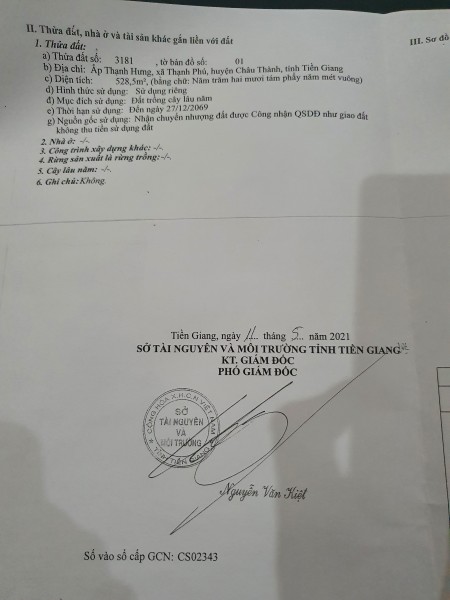 II. Thửa đất, nhà ở và tài sản khác gắn liền với đất
III. Sơ đồ
1. Thửa đất:
a) Thửa đất số: 3181 , tờ bản đồ số: 01
b) Địa chỉ: Ấp Thạnh Hưng, xã Thạnh Phú, huyện Châu Thành, tỉnh Tiền Giang
c) Diện tích: 528,5m², (bằng chữ: Năm trăm hai mươi tám phẩy năm mét vuông)
d) Hình thức sử dụng: Sử dụng riêng
đ) Mục đích sử dụng: Đất trồng cây lâu năm
e) Thời hạn sử dụng: Đến ngày 27/12/2069
g) Nguồn gốc sử dụng: Nhận chuyển nhượng đất được Công nhận QSDĐ như giao đất
không thu tiền sử dụng đất
2. Nhà ở: -/-
3. Công trình xây dựng khác: -/-
4. Rừng sản xuất là rừng trồng: -/-
5. Cây lâu năm: -/-
6. Ghi chú: Không.
Tiền Giang, ngày 11 tháng 5 năm 2021
SỞ TÀI NGUYÊN VÀ MÔI TRƯỜNG TỈNH TIỀN GIANG
KT. GIÁM ĐỐC
PHÓ GIÁM ĐỐC
CỘNG HÒA X.H.C.N VIỆT NAM
SỞ
TÀI NGUYÊN
VÀ
MÔI TRƯỜNG
TỈNH TIỀN GIANG
Nguyễn Văn Kiệt
Số vào sổ cấp GCN: CS02343